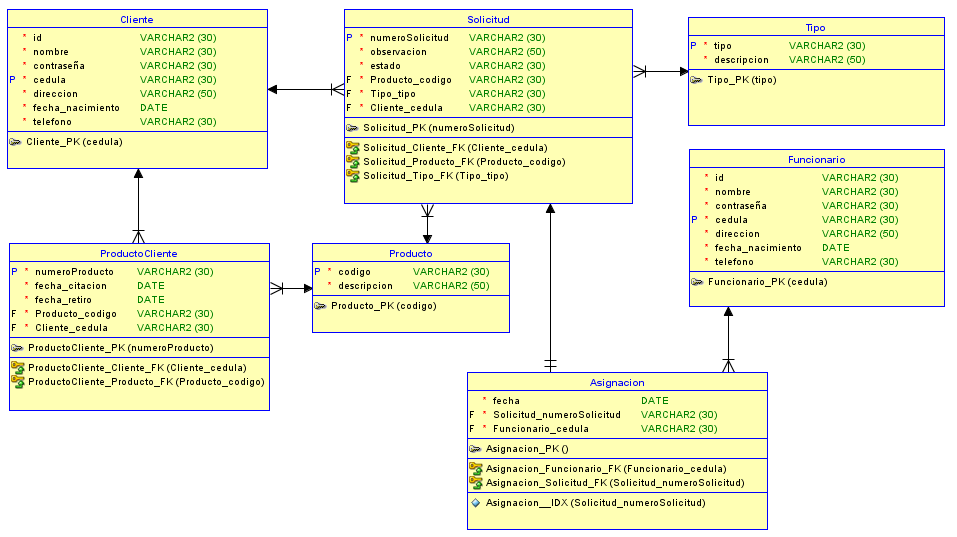 Cliente
* id VARCHAR2 (30)
* nombre VARCHAR2 (30)
* contraseña VARCHAR2 (30)
P * cedula VARCHAR2 (30)
* direccion VARCHAR2 (50)
* fecha_nacimiento DATE
* telefono VARCHAR2 (30)
Cliente_PK (cedula)
Solicitud
P * numeroSolicitud VARCHAR2 (30)
* observacion VARCHAR2 (50)
* estado VARCHAR2 (30)
F * Producto_codigo VARCHAR2 (30)
F * Tipo_tipo VARCHAR2 (30)
F * Cliente_cedula VARCHAR2 (30)
Solicitud_PK (numeroSolicitud)
Solicitud_Cliente_FK (Cliente_cedula)
Solicitud_Producto_FK (Producto_codigo)
Solicitud_Tipo_FK (Tipo_tipo)
Tipo
P * tipo VARCHAR2 (30)
* descripcion VARCHAR2 (50)
Tipo_PK (tipo)
Funcionario
* id VARCHAR2 (30)
* nombre VARCHAR2 (30)
* contraseña VARCHAR2 (30)
P * cedula VARCHAR2 (30)
* direccion VARCHAR2 (50)
* fecha_nacimiento DATE
* telefono VARCHAR2 (30)
Funcionario_PK (cedula)
ProductoCliente
P * numeroProducto VARCHAR2 (30)
* fecha_citacion DATE
* fecha_retiro DATE
F * Producto_codigo VARCHAR2 (30)
F * Cliente_cedula VARCHAR2 (30)
ProductoCliente_PK (numeroProducto)
ProductoCliente_Cliente_FK (Cliente_cedula)
ProductoCliente_Producto_FK (Producto_codigo)
Producto
P * codigo VARCHAR2 (30)
* descripcion VARCHAR2 (50)
Producto_PK (codigo)
Asignacion
* fecha DATE
F * Solicitud_numeroSolicitud VARCHAR2 (30)
F * Funcionario_cedula VARCHAR2 (30)
Asignacion_PK ()
Asignacion_Funcionario_FK (Funcionario_cedula)
Asignacion_Solicitud_FK (Solicitud_numeroSolicitud)
Asignacion__IDX (Solicitud_numeroSolicitud)